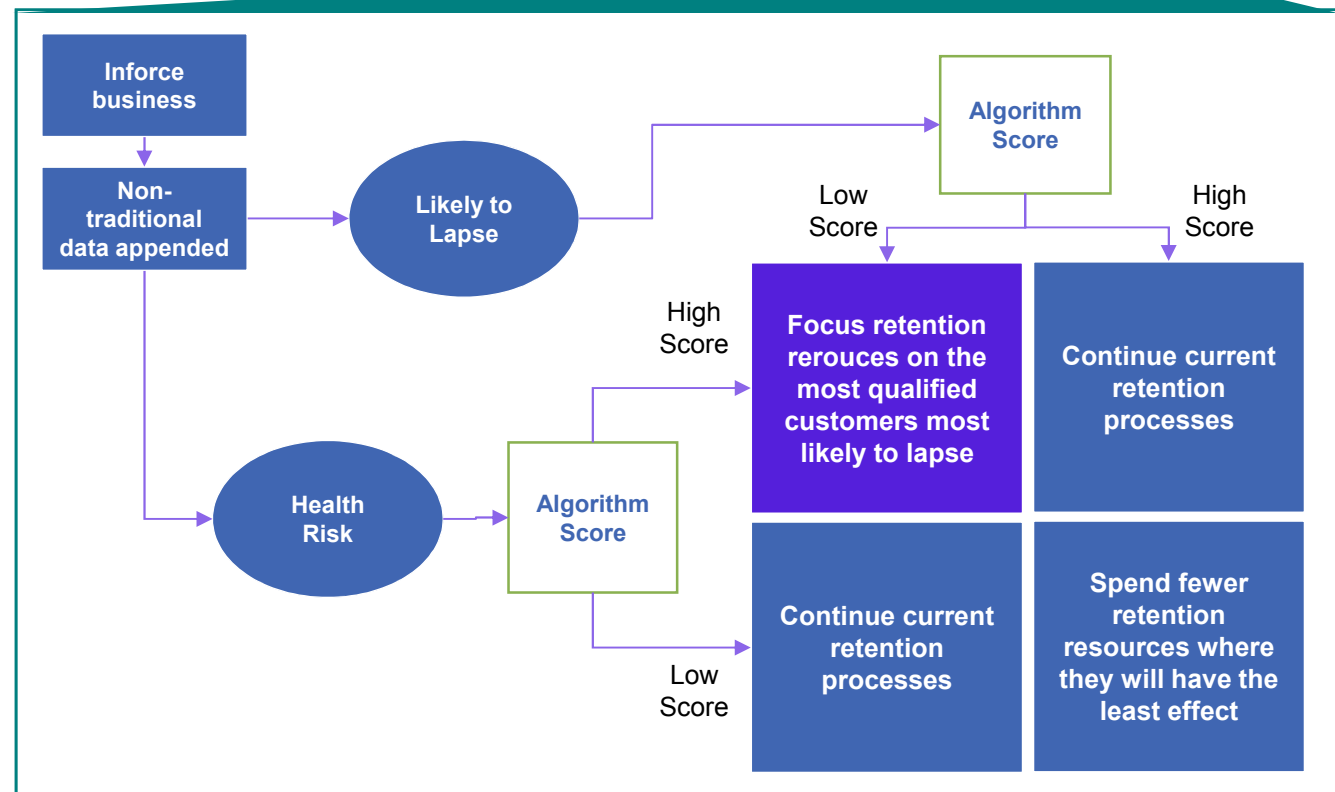 Inforce
business
Non-
traditional
data appended
Likely to
Lapse
Algorithm
Score
Low
Score
High
Score
High
Score
Focus retention
rerouces on the
most qualified
customers most
likely to lapse
Continue current
retention
processes
Health
Risk
Algorithm
Score
Low
Score
Continue current
retention
processes
Spend fewer
retention
resources where
they will have the
least effect